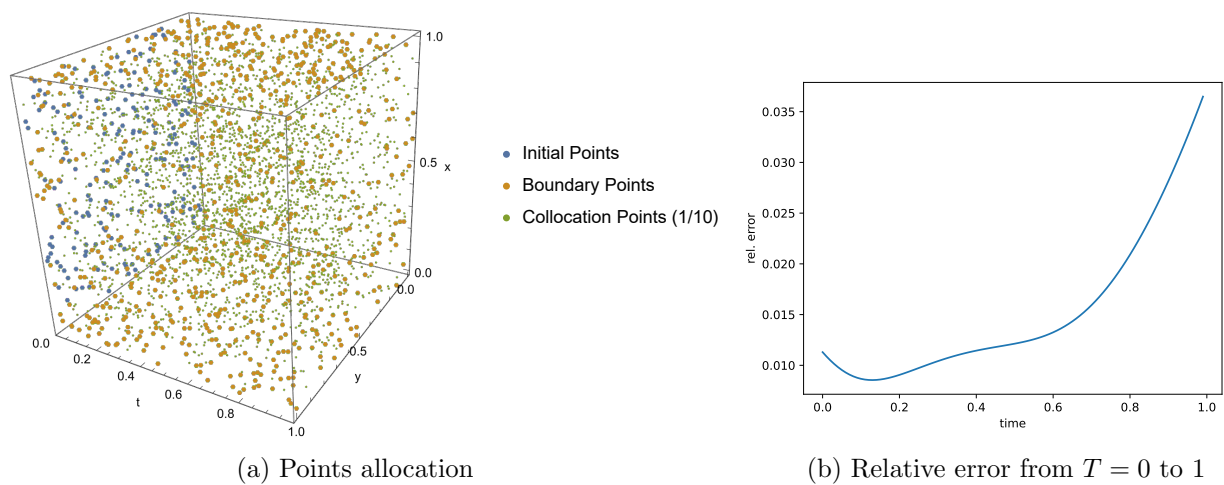 1.0
0.5
x
0.0
0.0
0.5
y
1.0
0.0
0.2
0.4
0.6
0.8
t
Initial Points
Boundary Points
Collocation Points (1/10)
(a) Points allocation
0.035
0.030
0.025
0.020
0.015
0.010
rel. error
0.0 0.2 0.4 0.6 0.8 1.0
time
(b) Relative error from T = 0 to 1